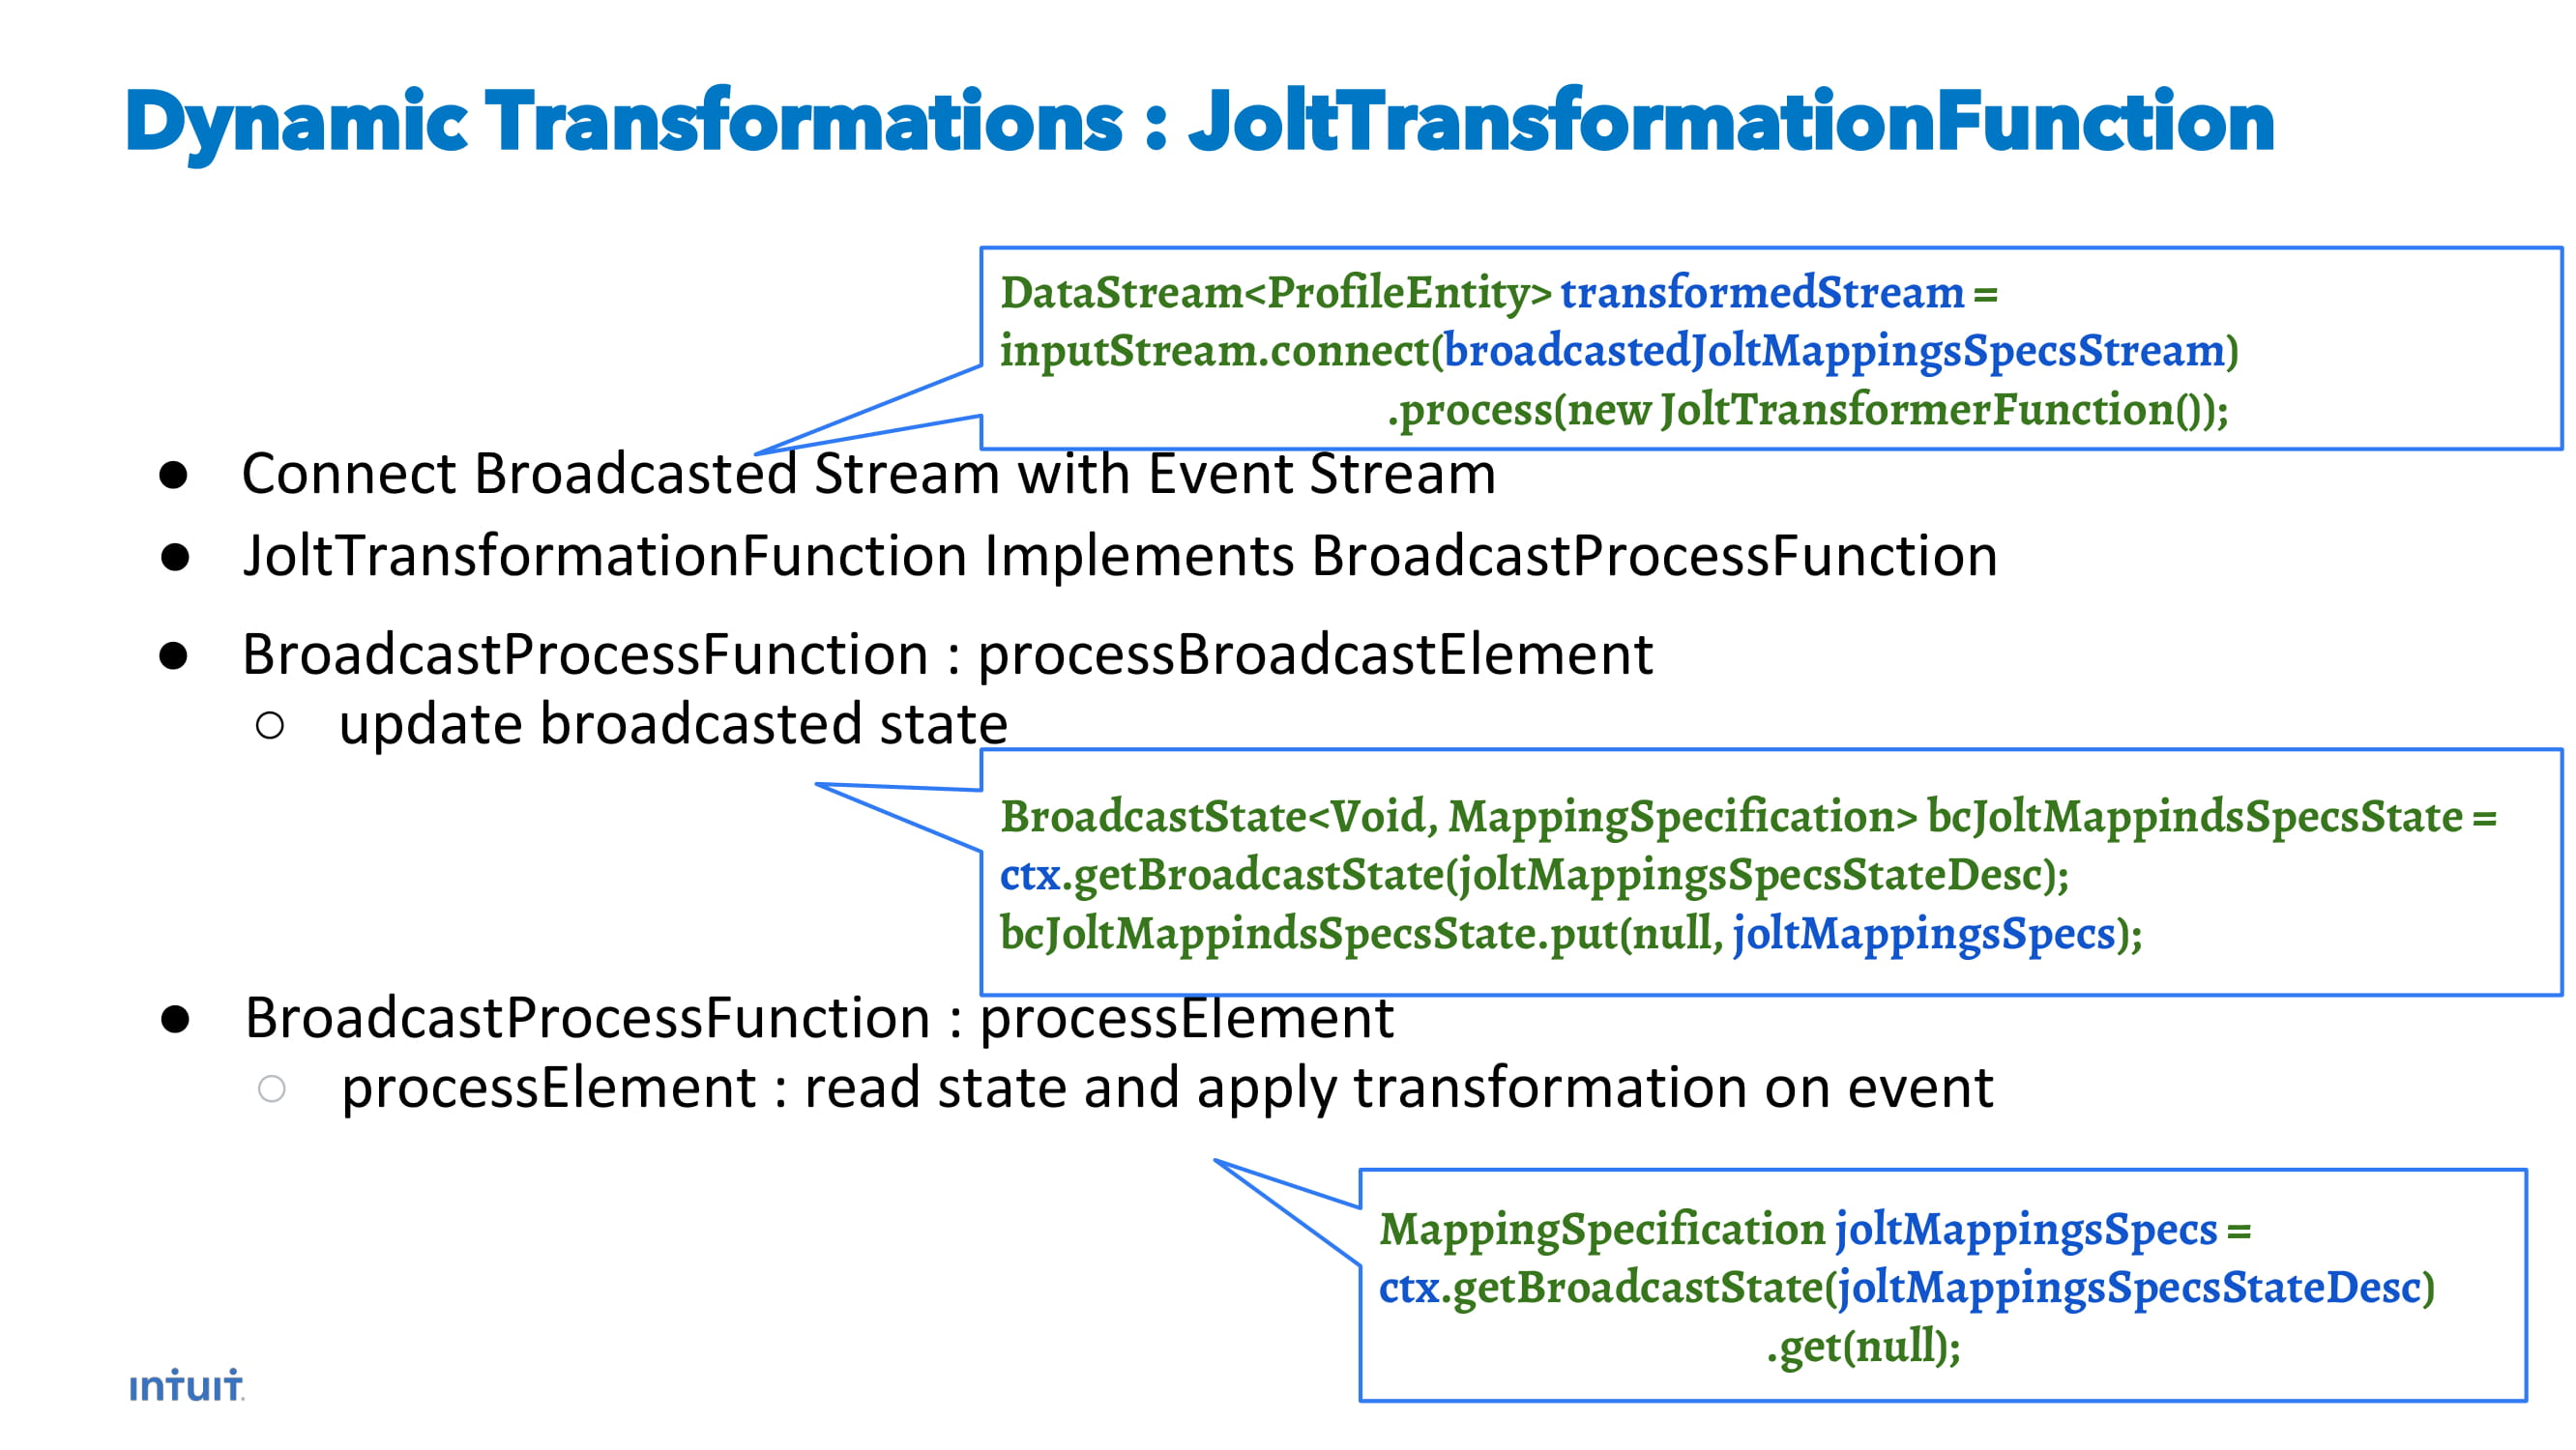 Dynamic Transformations : JoltTransformationFunction
DataStream<ProfileEntity> transformedStream =
inputStream.connect(broadcastedJoltMappingsSpecsStream)
.process(new JoltTransformerFunction());
● Connect Broadcasted Stream with Event Stream
● JoltTransformationFunction Implements BroadcastProcessFunction
● BroadcastProcessFunction : processBroadcastElement
○ update broadcasted state
BroadcastState<Void, MappingSpecification> bcJoltMappindsSpecsState =
ctx.getBroadcastState(joltMappingsSpecsStateDesc);
bcJoltMappindsSpecsState.put(null, joltMappingsSpecs);
● BroadcastProcessFunction : processElement
○ processElement : read state and apply transformation on event
MappingSpecification joltMappingsSpecs =
ctx.getBroadcastState(joltMappingsSpecsStateDesc)
.get(null);
intuit.